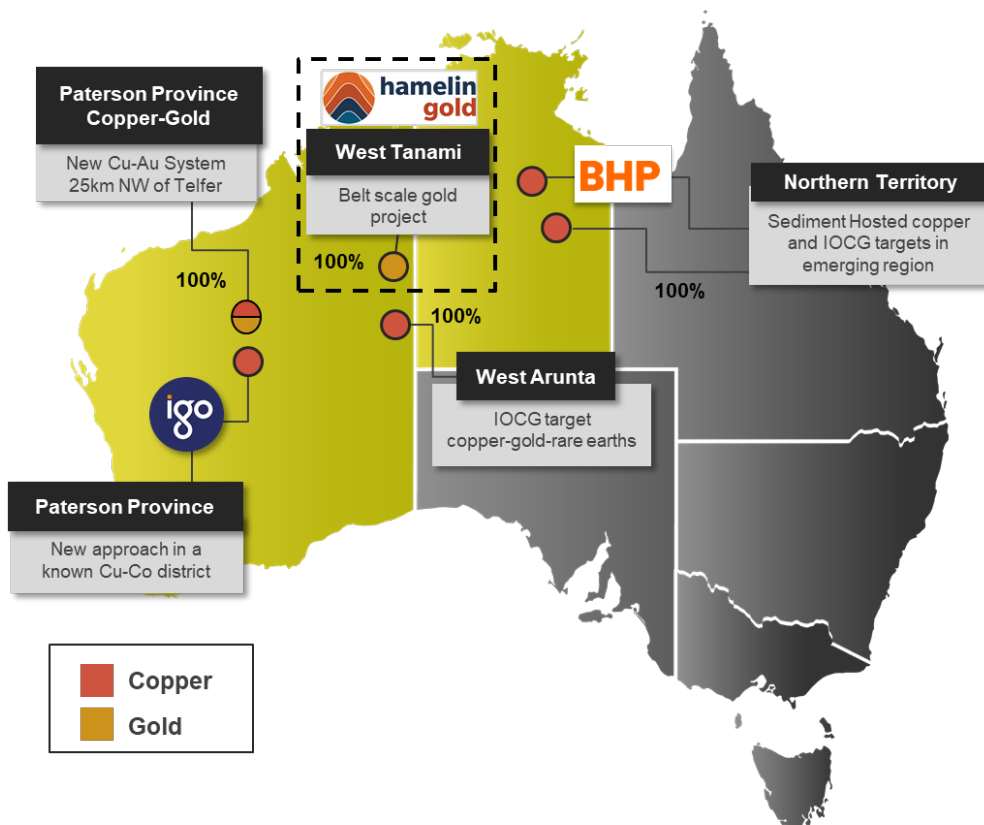 Paterson Province
Copper-Gold
New Cu-Au System
25km NW of Telfer
100%
hamelin
gold
West Tanami
Belt scale gold
project
100%
BHP
Northern Territory
Sediment Hosted copper
and IOCG targets in
emerging region
100%
100%
West Arunta
IOCG target
copper-gold-rare earths
igo
Paterson Province
New approach in a
known Cu-Co district
Copper
Gold